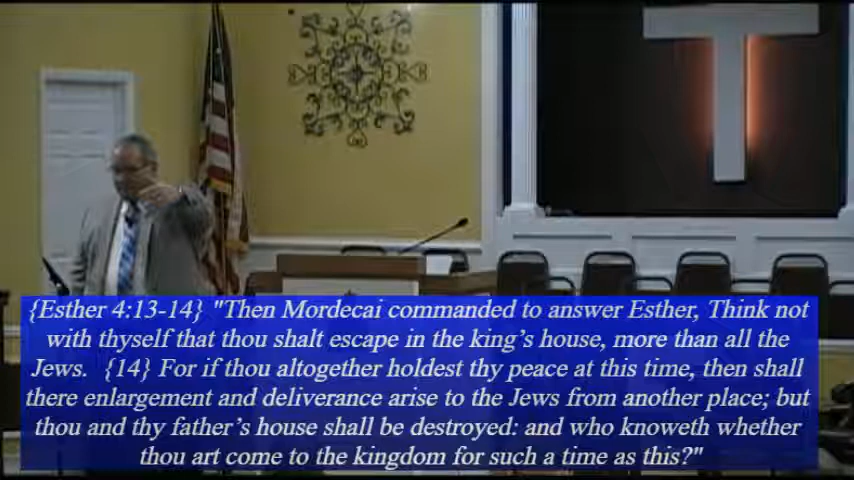 {Esther 4:13-14} "Then Mordecai commanded to answer Esther, Think not
with thyself that thou shalt escape in the king's house, more than all the
Jews.  {14} For if thou altogether holdest thy peace at this time, then shall
there enlargement and deliverance arise to the Jews from another place; but
thou and thy father's house shall be destroyed: and who knoweth whether
thou art come to the kingdom for such a time as this?"